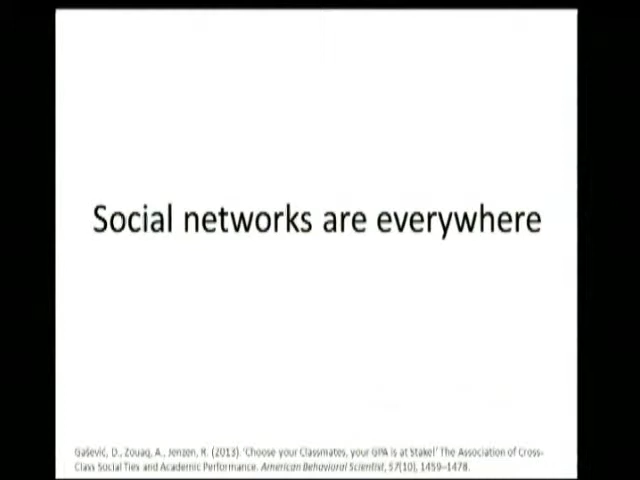 Social networks are everywhere
Gašević, D., Zouaq, A., Jenzen, R. (2013). 'Choose your Classmates, your GPA is at Stake!' The Association of Cross-
Class Social Ties and Academic Performance. American Behavioral Scientist, 57(10), 1459–1478.